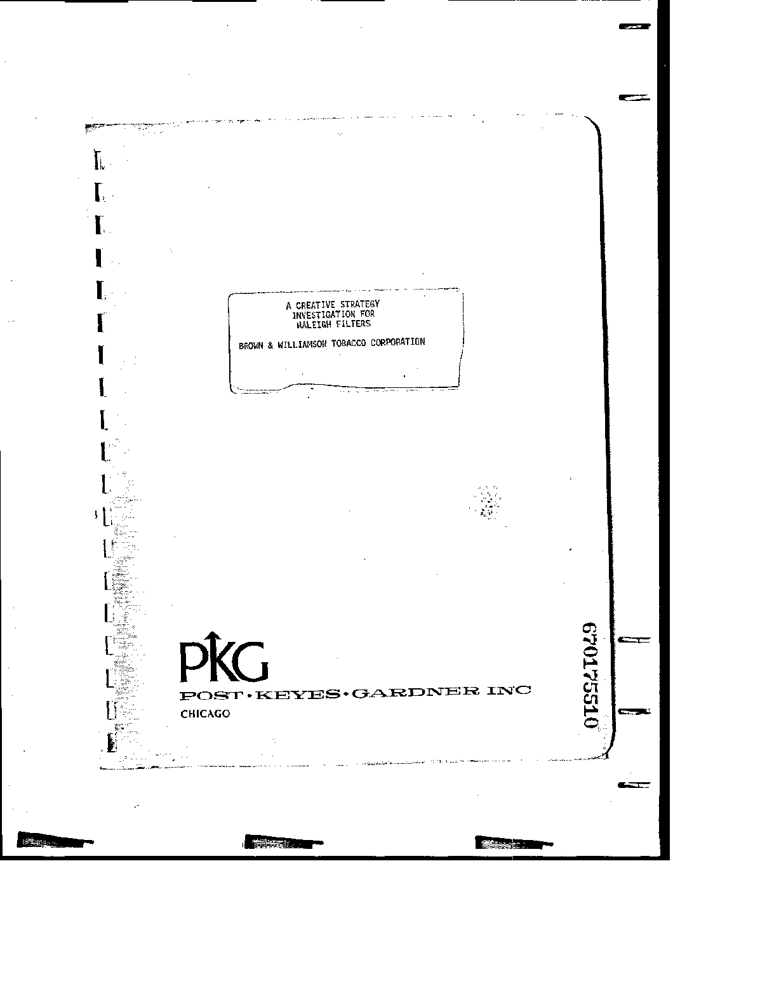 A CREATIVE STRATEGY
INVESTIGATION FOR
RALEIGH FILTERS
BROWN & WILLIAMSON TOBACCO CORPORATION
PKG
POST·KEYES·GARDNER INC
CHICAGO
670175510